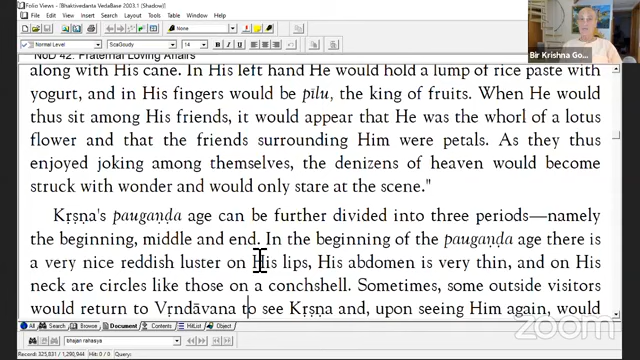 Folio Views - [Bhaktivedanta VedaBase 2003.1 (Shadow)]
File Edit View Search Tools Layout Window Help
<None>
Bir Krishna Go...
Normal Level
ScaGoudy
14
NoD 42: Fraternal Loving Affairs
along with His cane. In His left hand He would hold a lump of rice paste with
yogurt, and in His fingers would be pīlu, the king of fruits. When He would
thus sit among His friends, it would appear that He was the whorl of a lotus
flower and that the friends surrounding Him were petals. As they thus
enjoyed joking among themselves, the denizens of heaven would become
struck with wonder and would only stare at the scene."
Kṛṣṇa's paugaṇḍa age can be further divided into three periods—namely
the beginning, middle and end. In the beginning of the paugaṇḍa age there is
a very nice reddish luster on His lips, His abdomen is very thin, and on His
neck are circles like those on a conchshell. Sometimes, some outside visitors
would return to Vṛndāvana to see Kṛṣṇa and, upon seeing Him again, would
All Browse Document Contents Reference Hit List Object
bhajan rahasya
Record: 325,831 / 1,298,944 Hit: 0 / 0
zoom